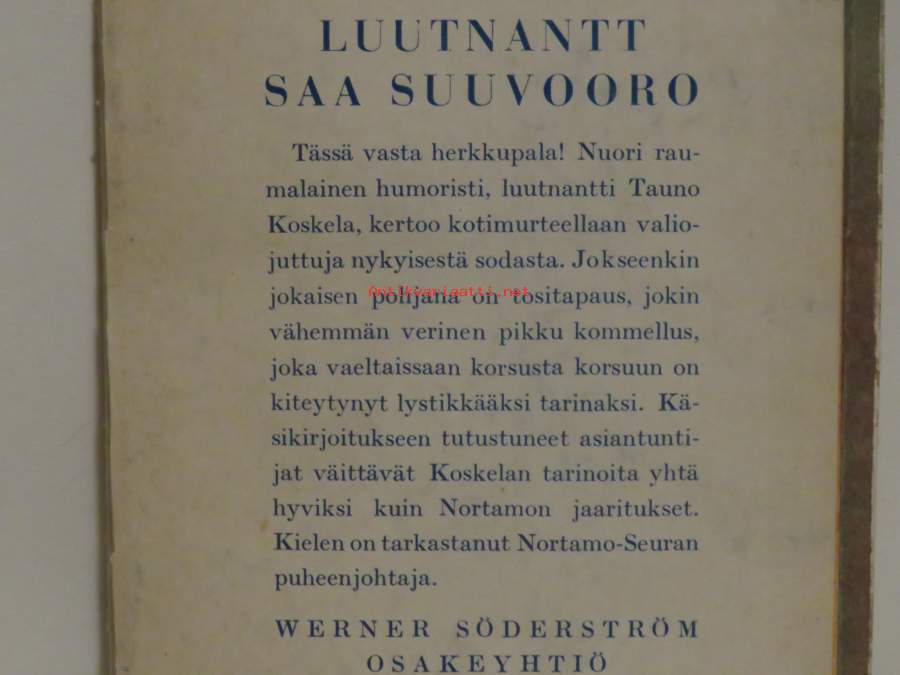 LUUTNANTT
SAA SUUVOORO
Tässä vasta herkkupala! Nuori rau-
malainen humoristi, luutnantti Tauno
Koskela, kertoo kotimurteellaan valio-
juttuja nykyisestä sodasta. Jokseenkin
jokaisen pohjana on tositapaus, jokin
Antikvariaatti.net
vähemmän verinen pikku kommellus,
joka vaeltaissaan korsusta korsuun on
kiteytynyt lystikkääksi tarinaksi. Kä-
sikirjoitukseen tutustuneet asiantunti-
jat väittävät Koskelan tarinoita yhtä
hyviksi kuin Nortamon jaaritukset.
Kielen on tarkastanut Nortamo-Seuran
puheenjohtaja.
WERNER SÖDERSTRÖM
OSAKEYHTIÖ